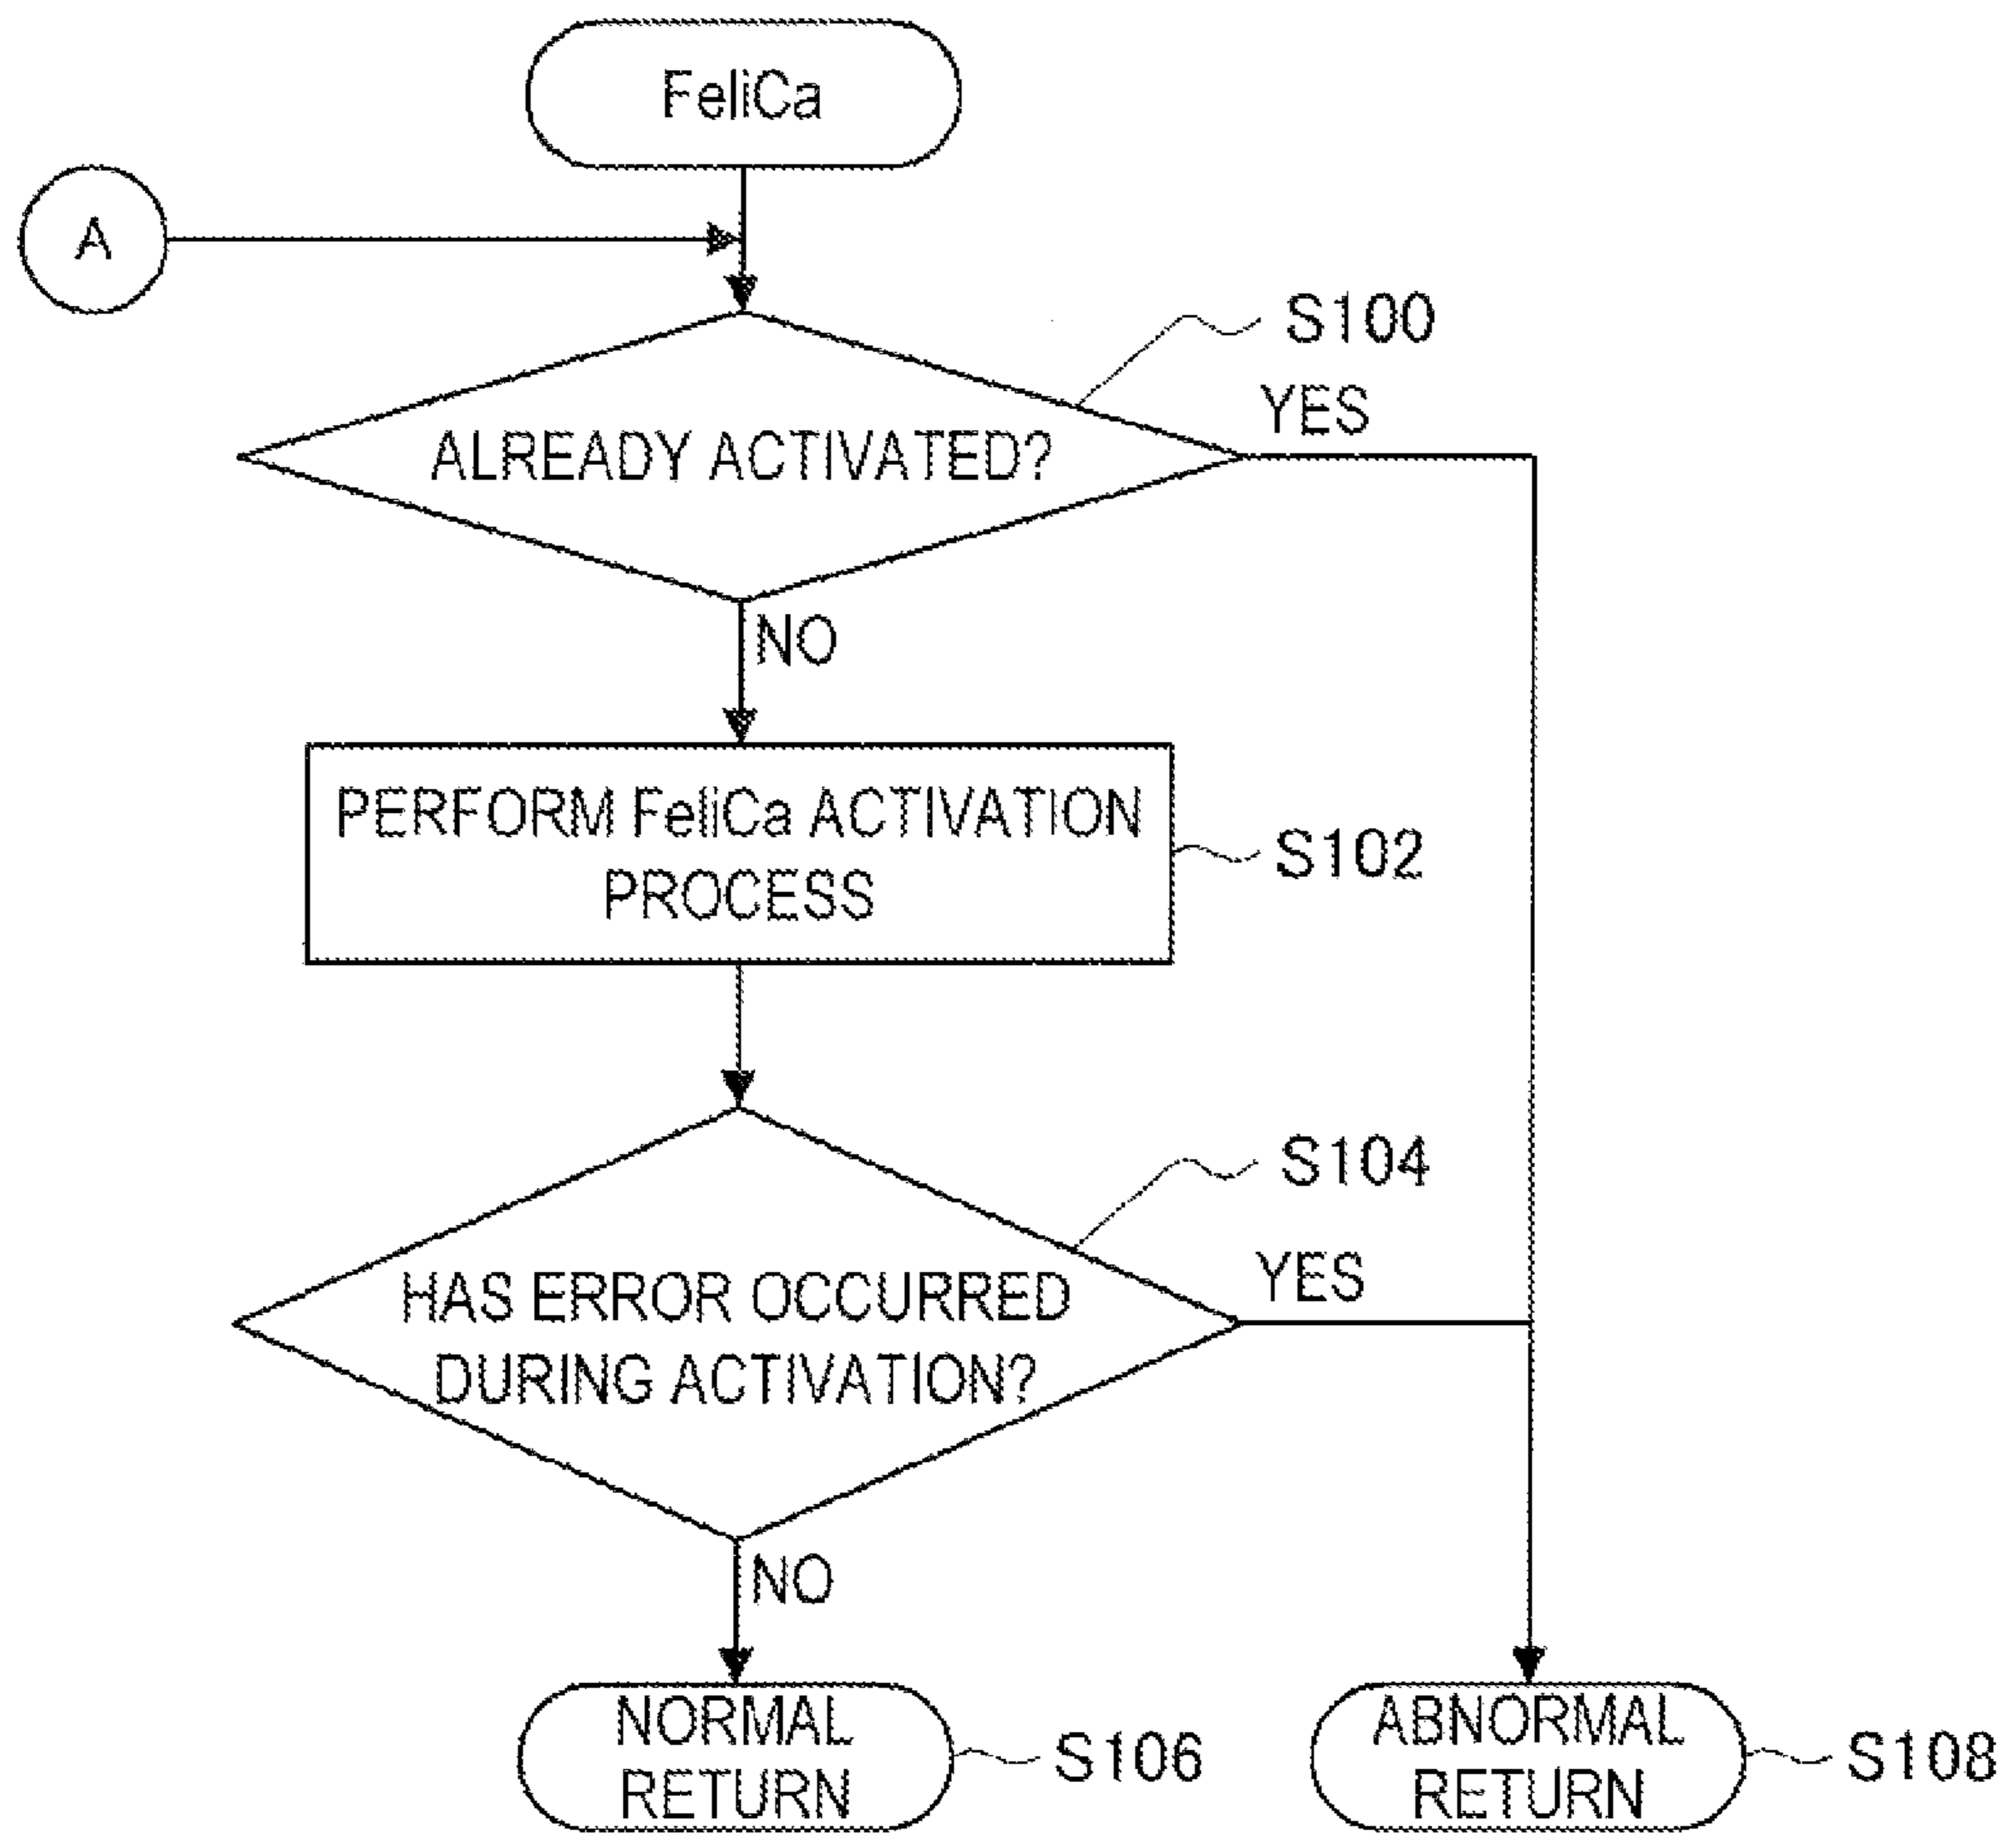 FeliCa
A
S100
YES
ALREADY ACTIVATED?
NO
PERFORM FeliCa ACTIVATION
PROCESS
S102
S104
YES
HAS ERROR OCCURRED
DURING ACTIVATION?
NO
NORMAL
RETURN
S106
ABNORMAL
RETURN
S108